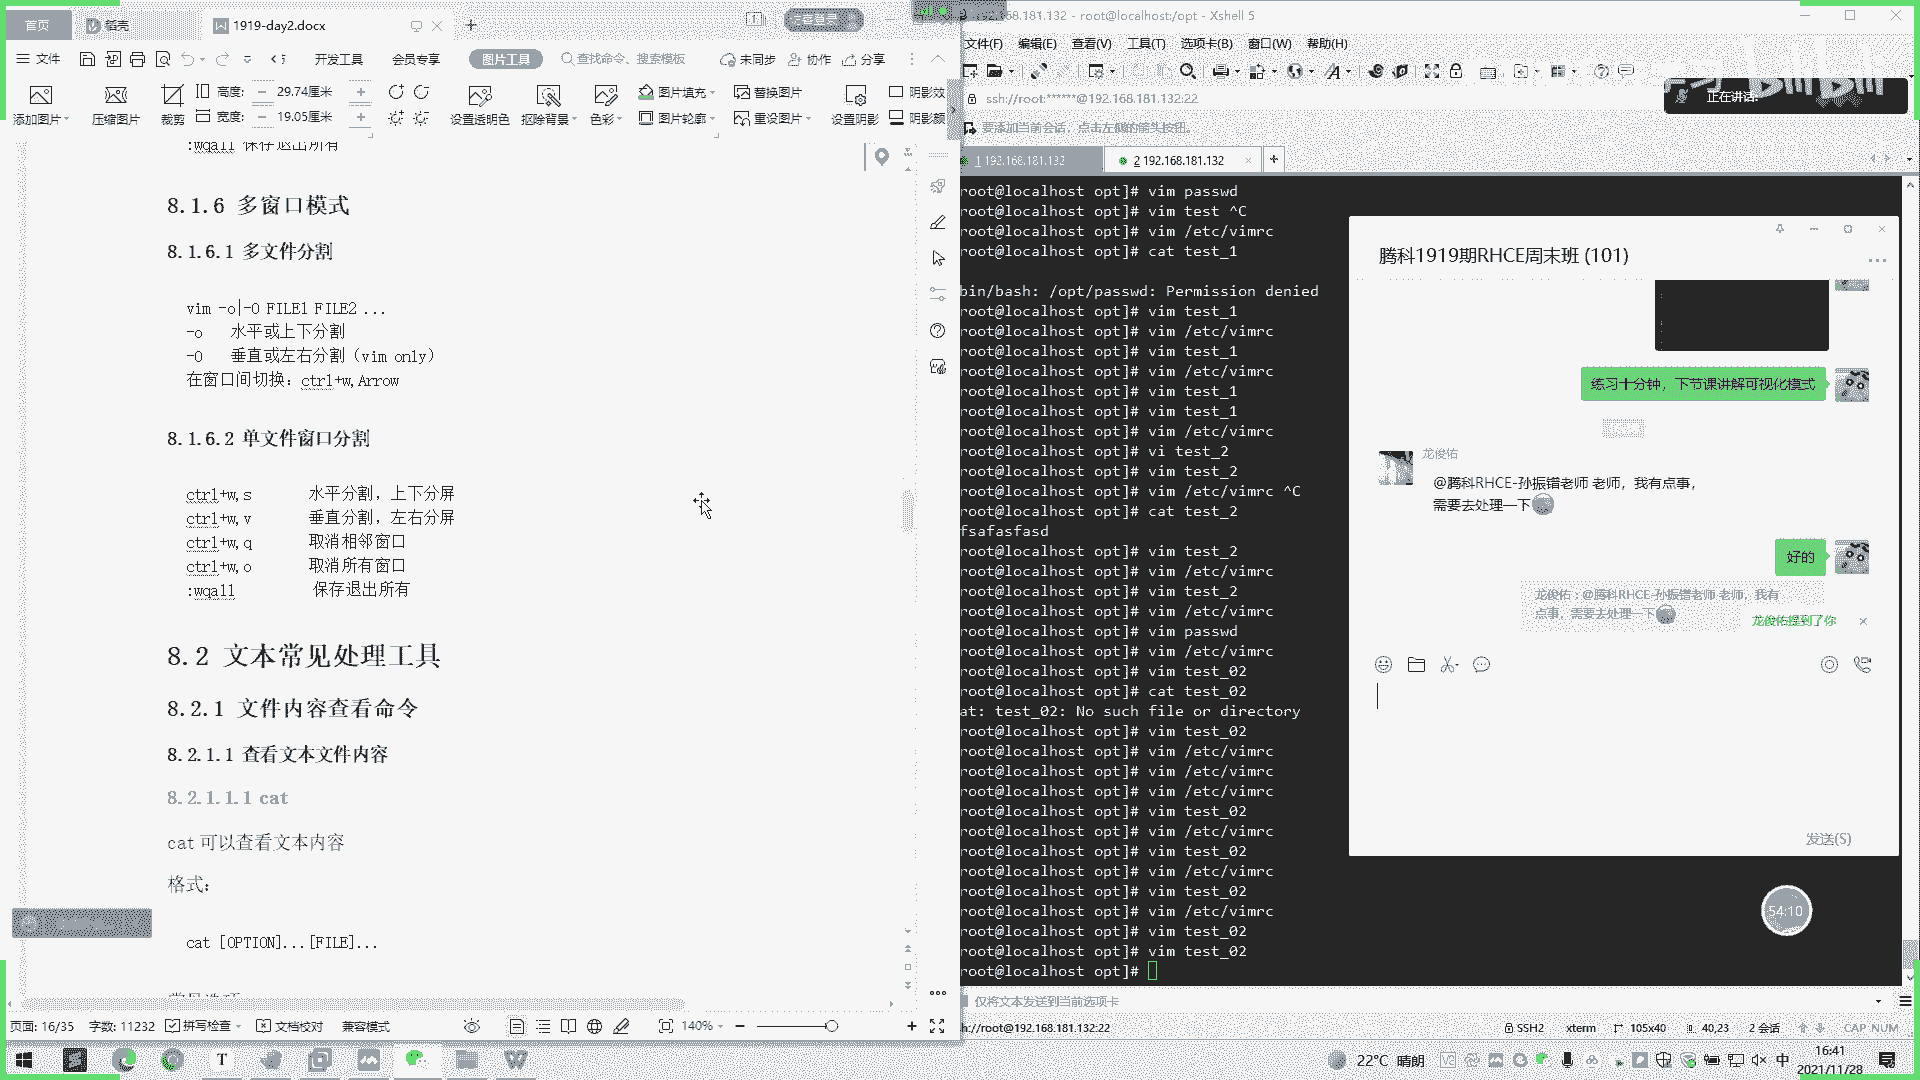 首页
稻壳
1919-day2.docx
文件
开发工具
会员专享
图片工具
查找命令、搜索模板
未同步
协作
分享
添加图片
压缩图片
裁剪
高度:
29.74厘米
宽度:
19.05厘米
设置透明色
抠除背景
色彩
图片填充
图片轮廓
替换图片
重设图片
设置阴影
阴影效
阴影颜
:wqall 保存退出所有
8.1.6 多窗口模式
8.1.6.1 多文件分割
vim -o|-O FILE1 FILE2 ...
-o 水平或上下分割
-O 垂直或左右分割（vim only）
在窗口间切换：ctrl+w,Arrow
8.1.6.2 单文件窗口分割
ctrl+w,s 水平分割，上下分屏
ctrl+w,v 垂直分割，左右分屏
ctrl+w,q 取消相邻窗口
ctrl+w,o 取消所有窗口
:wqall 保存退出所有
8.2 文本常见处理工具
8.2.1 文件内容查看命令
8.2.1.1 查看文本文件内容
8.2.1.1.1 cat
cat 可以查看文本内容
格式：
cat [OPTION]...[FILE]...
页面: 16/35
字数: 11232
拼写检查
文档校对
兼容模式
140%
192.168.181.132 - root@localhost:/opt - Xshell 5
文件(F)
编辑(E)
查看(V)
工具(T)
选项卡(B)
窗口(W)
帮助(H)
ssh://root:******@192.168.181.132:22
要添加当前会话，点击左侧的箭头按钮。
正在讲话:
1 192.168.181.132
2 192.168.181.132
root@localhost opt]# vim passwd
root@localhost opt]# vim test ^C
root@localhost opt]# vim /etc/vimrc
root@localhost opt]# cat test_1
bin/bash: /opt/passwd: Permission denied
root@localhost opt]# vim test_1
root@localhost opt]# vim /etc/vimrc
root@localhost opt]# vim test_1
root@localhost opt]# vim /etc/vimrc
root@localhost opt]# vim test_1
root@localhost opt]# vim test_1
root@localhost opt]# vim /etc/vimrc
root@localhost opt]# vi test_2
root@localhost opt]# vim test_2
root@localhost opt]# vim /etc/vimrc ^C
root@localhost opt]# cat test_2
fsafasfasd
root@localhost opt]# vim test_2
root@localhost opt]# vim /etc/vimrc
root@localhost opt]# vim test_2
root@localhost opt]# vim /etc/vimrc
root@localhost opt]# vim passwd
root@localhost opt]# vim /etc/vimrc
root@localhost opt]# vim test_02
root@localhost opt]# cat test_02
at: test_02: No such file or directory
root@localhost opt]# vim test_02
root@localhost opt]# vim /etc/vimrc
root@localhost opt]# vim /etc/vimrc
root@localhost opt]# vim /etc/vimrc
root@localhost opt]# vim test_02
root@localhost opt]# vim /etc/vimrc
root@localhost opt]# vim test_02
root@localhost opt]# vim /etc/vimrc
root@localhost opt]# vim test_02
root@localhost opt]# vim /etc/vimrc
root@localhost opt]# vim test_02
root@localhost opt]# vim test_02
root@localhost opt]#
腾科1919期RHCE周末班 (101)
练习十分钟，下节课讲解可视化模式
龙俊佑
@腾科RHCE-孙振锴老师 老师，我有点事，
需要去处理一下
好的
龙俊佑：@腾科RHCE-孙振锴老师 老师，我有
点事，需要去处理一下
龙俊佑提到了你
发送(S)
54:10
仅将文本发送到当前选项卡
h://root@192.168.181.132:22
SSH2
xterm
105x40
40,23
2 会话
CAP NUM
22°C 晴朗
中
16:41
2021/11/28